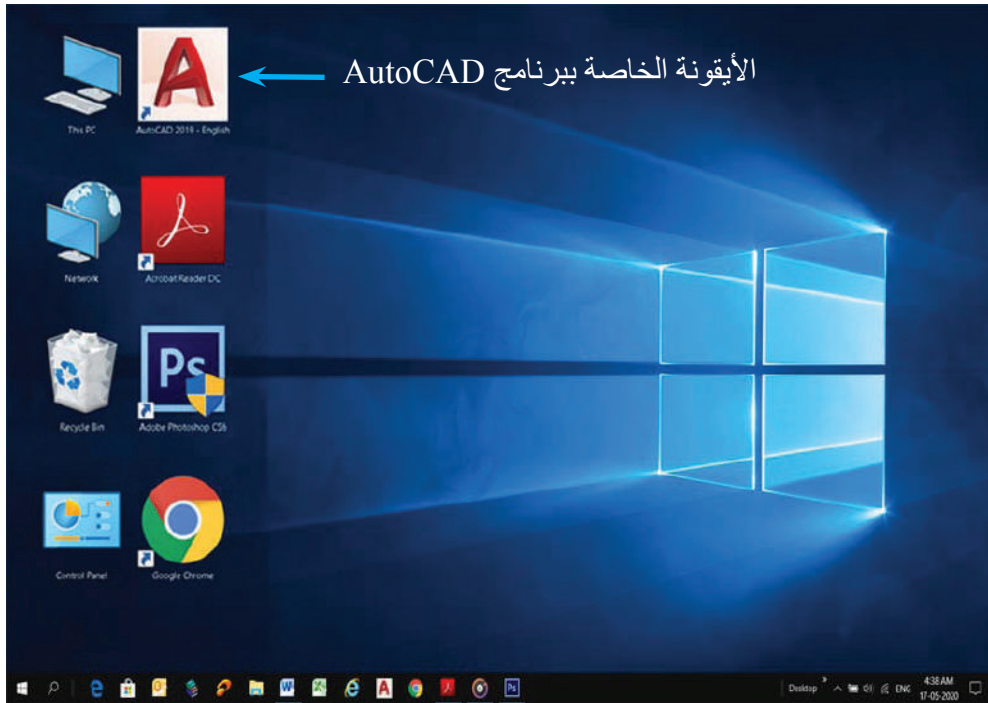 الأيقونة الخاصة ببرنامج AutoCAD
This PC
AutoCAD 2019 - English
Network
Acrobat Reader DC
Ps
Recycle Bin
Adobe Photoshop CS6
Control Panel
Google Chrome
Desktop
ENG
4:38 AM
17-05-2020